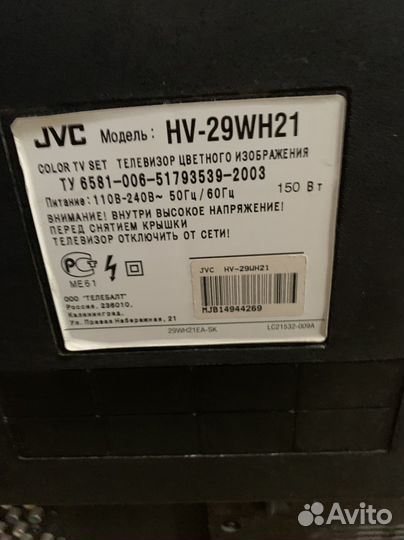 JVC Модель: HV-29WH21
COLOR TV SET ТЕЛЕВИЗОР ЦВЕТНОГО ИЗОБРАЖЕНИЯ
ТУ 6581-006-51793539-2003
Питание: 110В-240В~ 50Гц/60Гц 150 Вт
ВНИМАНИЕ! ВНУТРИ ВЫСОКОЕ НАПРЯЖЕНИЕ!
ПЕРЕД СНЯТИЕМ КРЫШКИ
ТЕЛЕВИЗОР ОТКЛЮЧИТЬ ОТ СЕТИ!
ME61
JVC HV-29WH21
MJB14944269
ООО "ТЕЛЕБАЛТ"
Россия, 236010,
Калининград,
Ул. Правая Набережная, 21
29WH21EA-SK
LC21532-009A
Avito